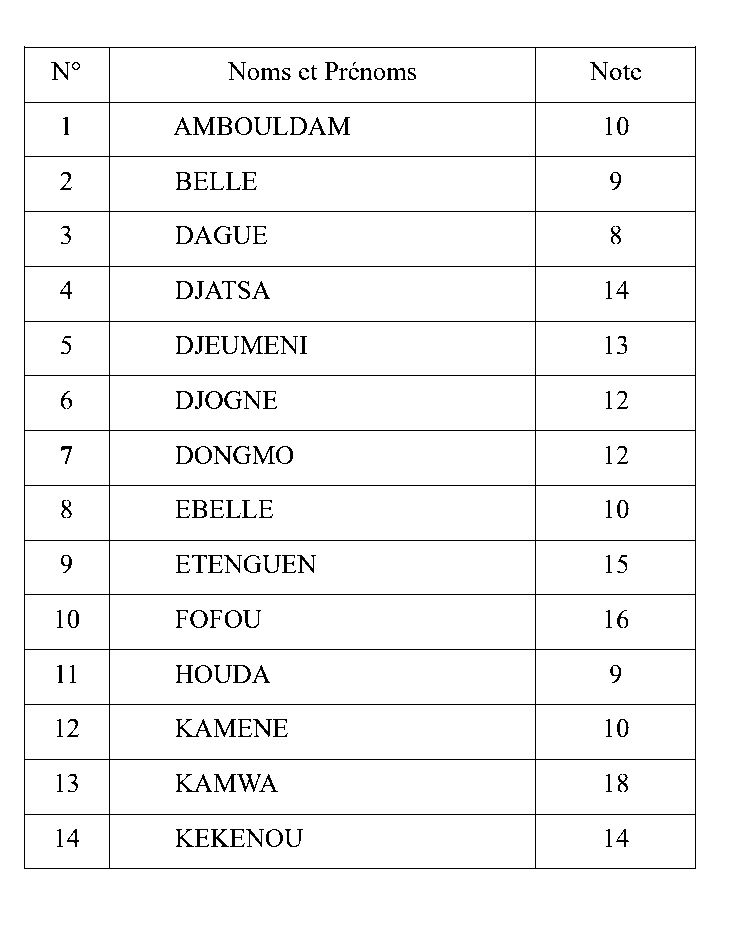 N° Noms et Prénoms Note
1 AMBOULDAM 10
2 BELLE 9
3 DAGUE 8
4 DJATSA 14
5 DJEUMENI 13
6 DJOGNE 12
7 DONGMO 12
8 EBELLE 10
9 ETENGUEN 15
10 FOFOU 16
11 HOUDA 9
12 KAMENE 10
13 KAMWA 18
14 KEKENOU 14